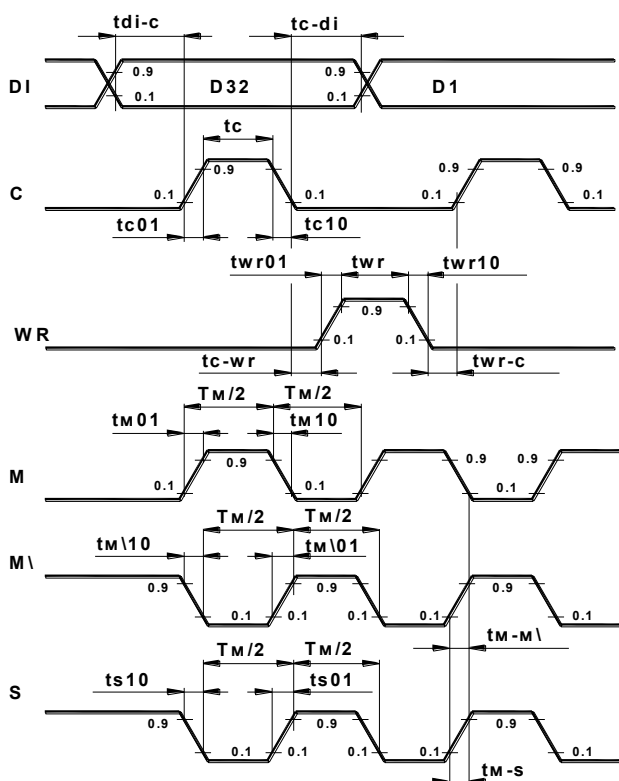 tdi-c tc-di
DI 0.9 0.1 D32 0.9 0.1 D1
tc
C 0.1 0.9 0.1 0.9 0.1 0.9 0.1
tc01 tc10
twr01 twr twr10
WR 0.1 0.9 0.1
tc-wr twr-c
Tм/2 Tм/2
tм01 tм10
M 0.1 0.9 0.1 0.9 0.1 0.9
Tм/2 Tм/2
tм\10 tм\01
M\ 0.9 0.1 0.1 0.9 0.1 0.1 0.9 0.1
tм-м\
Tм/2 Tм/2
ts10 ts01
S 0.9 0.1 0.1 0.9 0.1 0.1 0.9 0.1
tм-s